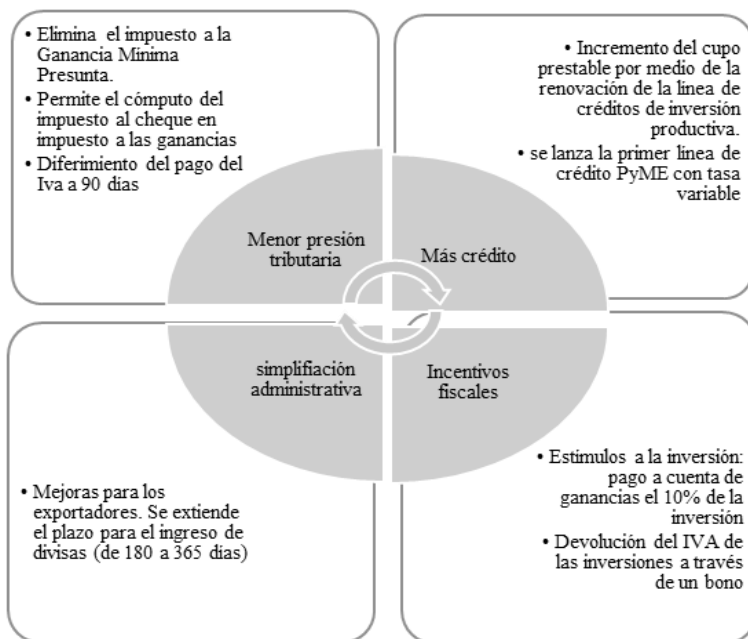 • Elimina el impuesto a la
Ganancia Mínima
Presunta.
• Permite el cómputo del
impuesto al cheque en
impuesto a las ganancias
• Diferimiento del pago del
Iva a 90 días
• Incremento del cupo
prestable por medio de la
renovación de la línea de
créditos de inversión
productiva.
• se lanza la primer linea de
crédito PyME con tasa
variable
Menor presión
tributaria
Más crédito
simplifiación
administrativa
Incentivos
fiscales
• Mejoras para los
exportadores. Se extiende
el plazo para el ingreso de
divisas (de 180 a 365 días)
• Estímulos a la inversión:
pago a cuenta de
ganancias el 10% de la
inversión
• Devolución del IVA de
las inversiones a través
de un bono